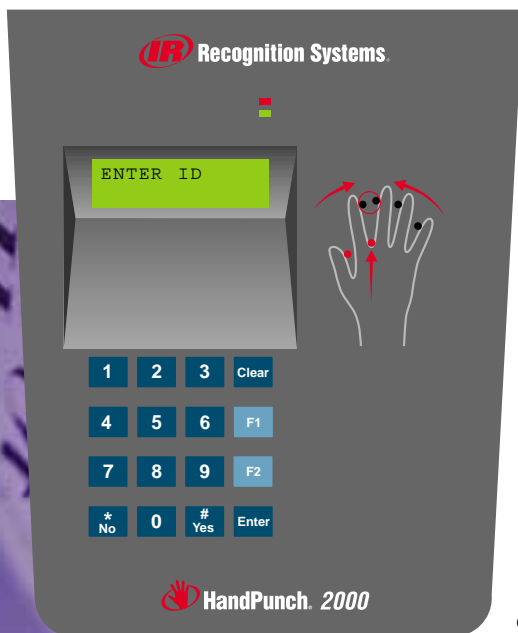 IR Recognition Systems.
ENTER ID
1 2 3 Clear
4 5 6 F1
7 8 9 F2
* 0 # Enter
No Yes
HandPunch. 2000